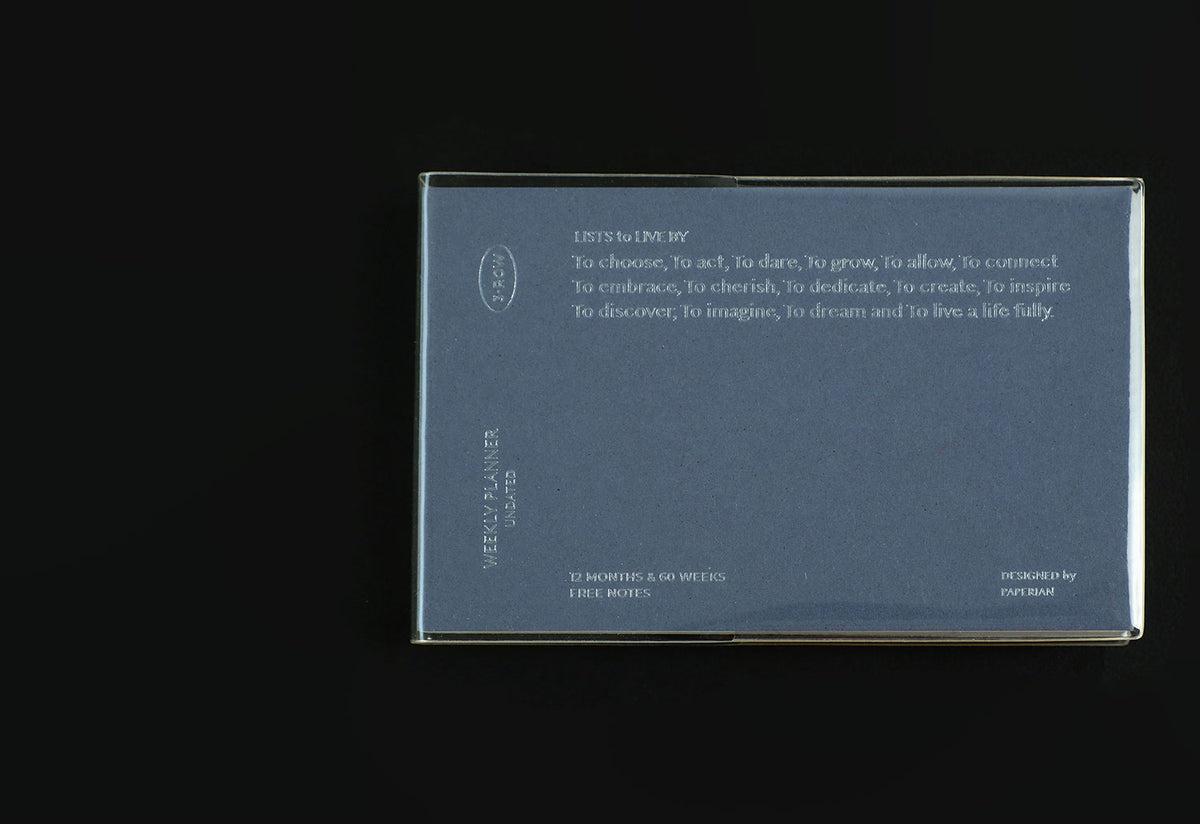 LISTS to LIVE BY
To choose, To act, To dare, To grow, To allow, To connect
To embrace, To cherish, To dedicate, To create, To inspire
To discover, To imagine, To dream and To live a life fully.
3-ROW
WEEKLY PLANNER
UNDATED
12 MONTHS & 60 WEEKS
FREE NOTES
DESIGNED by
PAPERIAN